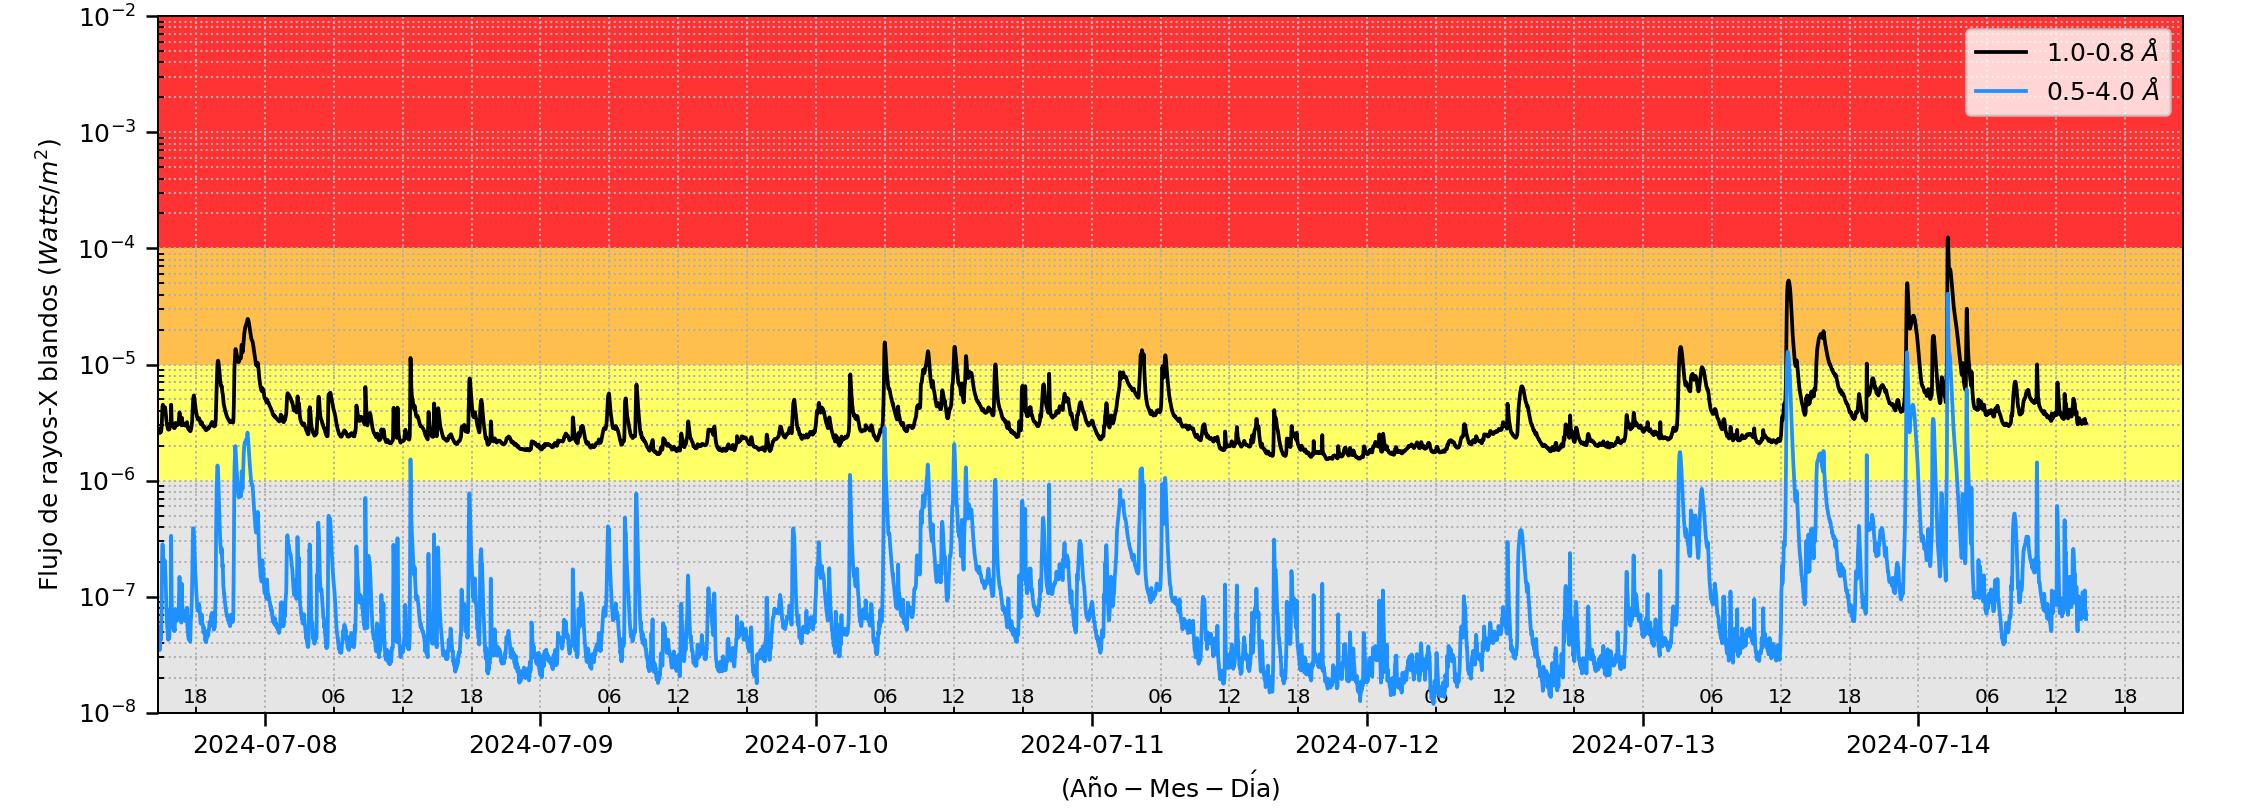 10−2
10−3
10−4
10−5
10−6
10−7
10−8
Flujo de rayos-X blandos (Watts/m2)
1.0-0.8 Å
0.5-4.0 Å
18 06 12 18 06 12 18 06 12 18 06 12 18 06 12 18 06 12 18 06 12 18
2024-07-08 2024-07-09 2024-07-10 2024-07-11 2024-07-12 2024-07-13 2024-07-14
(Año − Mes − Día)